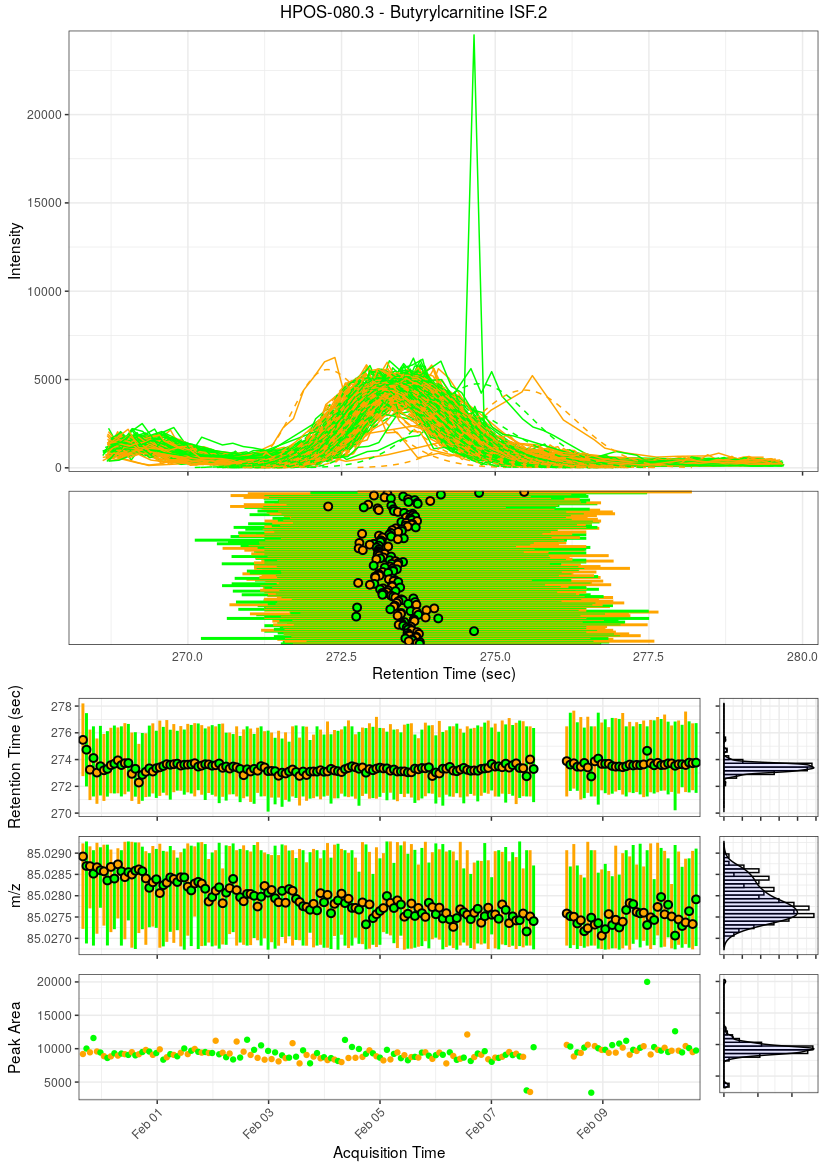 HPOS-080.3 - Butyrylcarnitine ISF.2
Intensity
20000
15000
10000
5000
0
270.0 272.5 275.0 277.5 280.0
Retention Time (sec)
Retention Time (sec)
278
276
274
272
270
m/z
85.0290
85.0285
85.0280
85.0275
85.0270
Peak Area
20000
15000
10000
5000
Feb 01 Feb 03 Feb 05 Feb 07 Feb 09
Acquisition Time